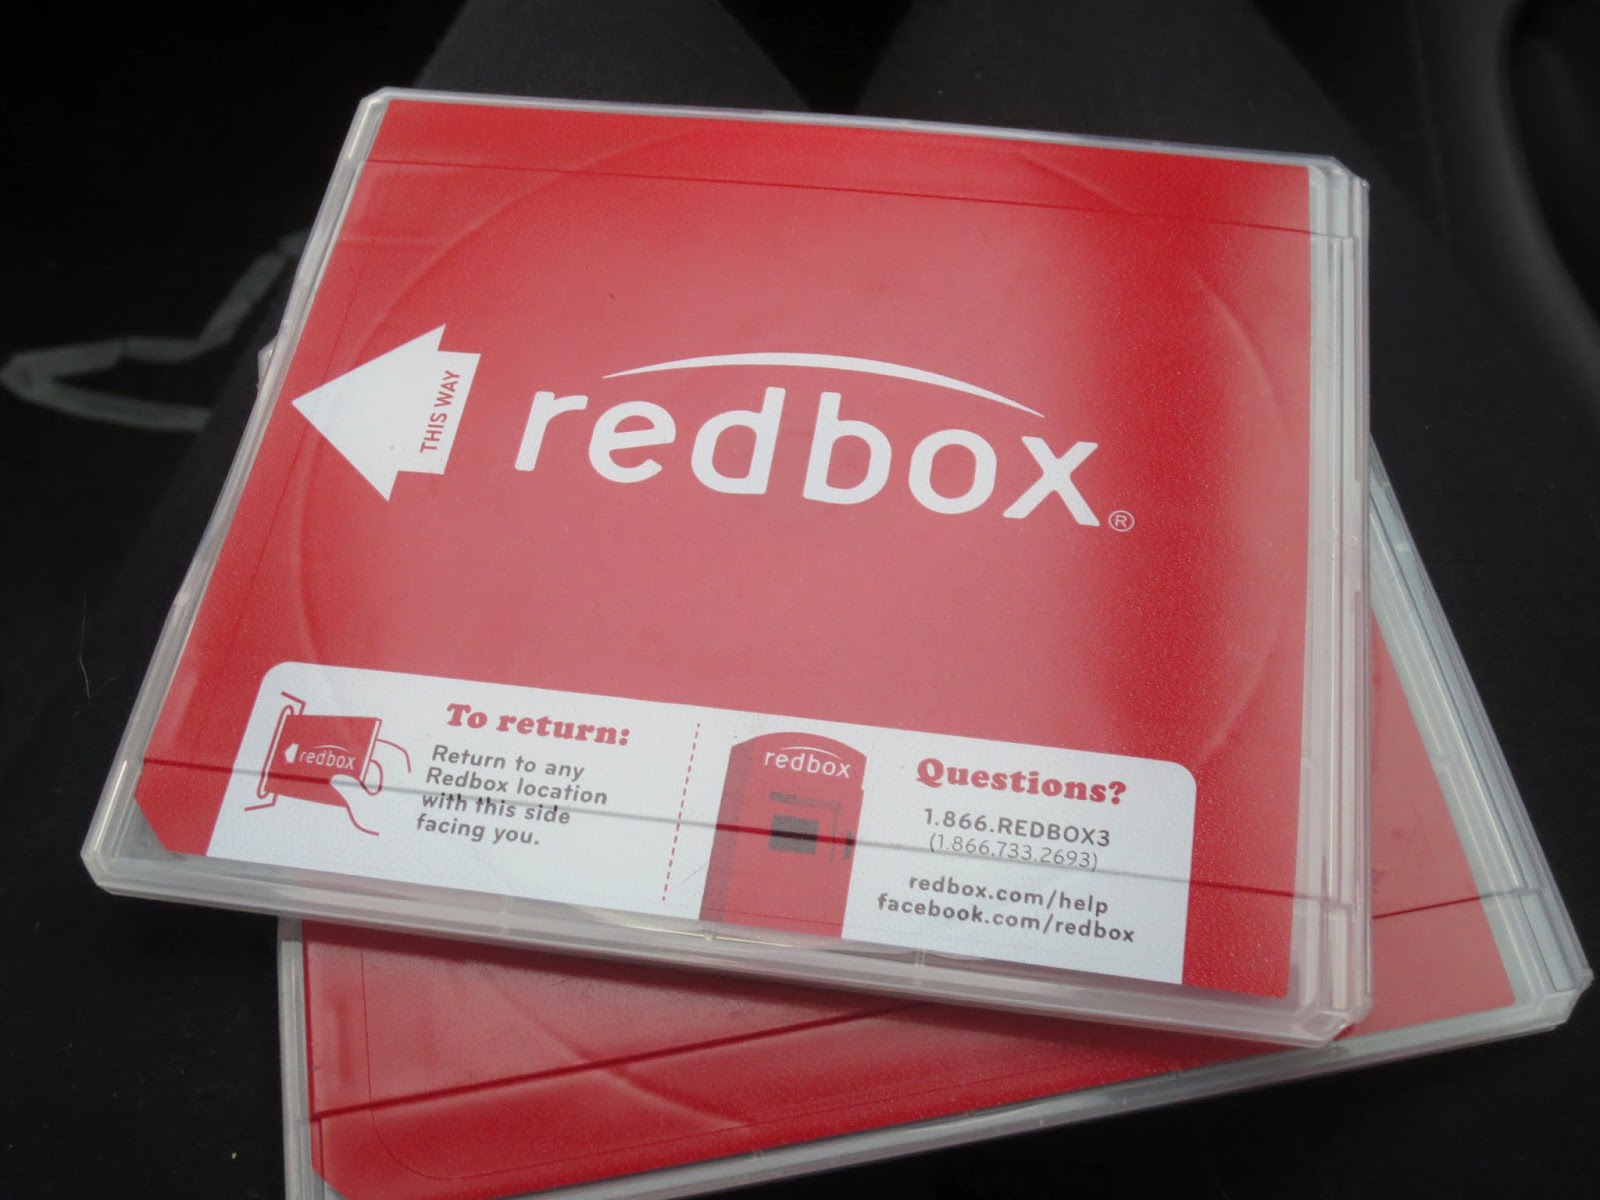 THIS WAY
redbox®
To return:
Return to any
Redbox location
with this side
facing you.
redbox
redbox
Questions?
1.866.REDBOX3
(1.866.733.2693)
redbox.com/help
facebook.com/redbox